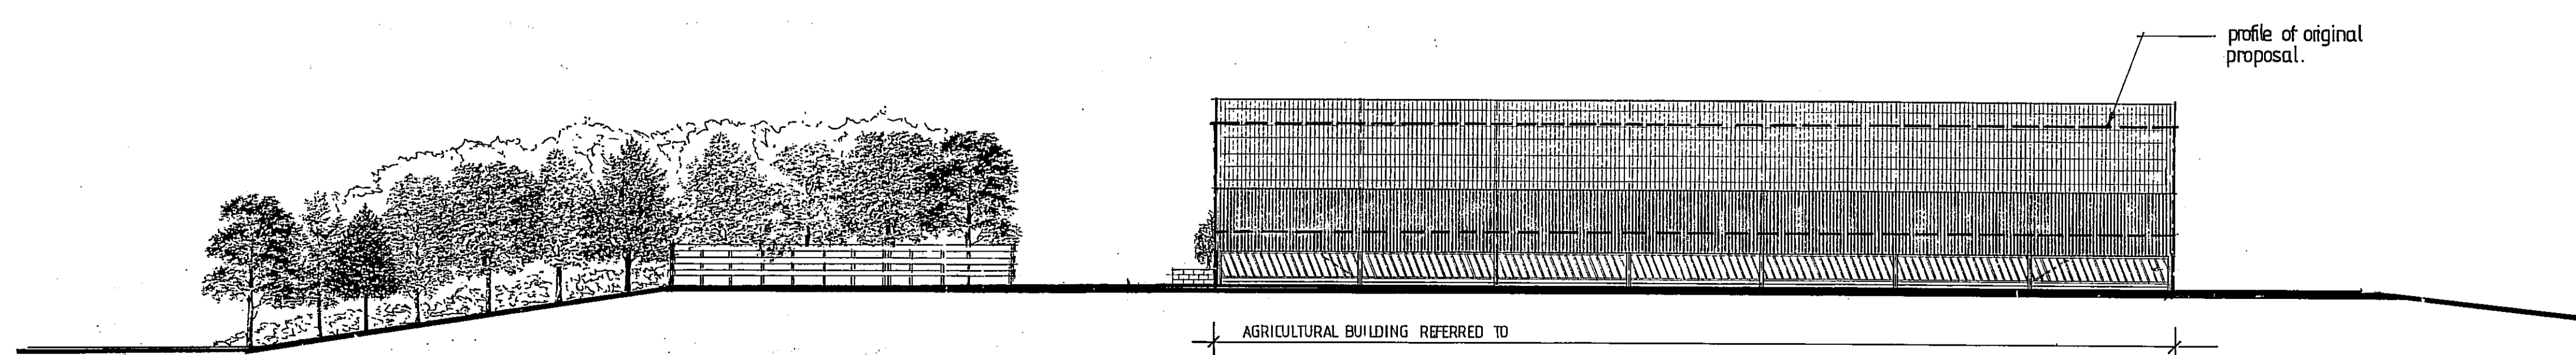 profile of original
proposal.
AGRICULTURAL BUILDING REFERRED TO